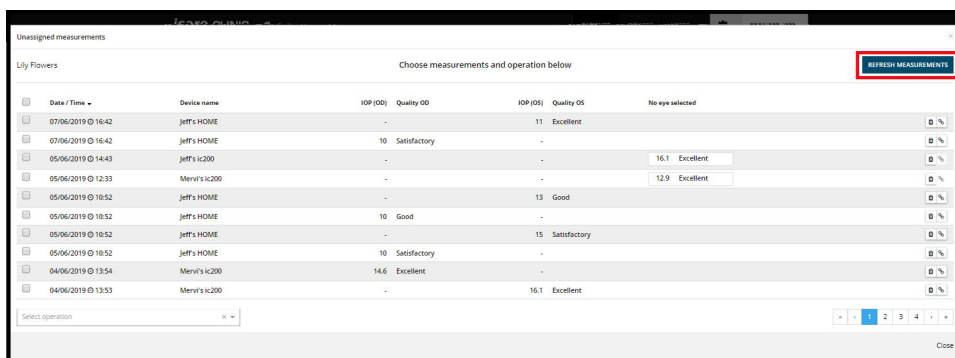 Unassigned measurements ×
Lily Flowers Choose measurements and operation below REFRESH MEASUREMENTS
Date / Time Device name IOP (OD) Quality OD IOP (OS) Quality OS No eye selected
07/06/2019 16:42 Jeff's HOME - 11 Excellent
07/06/2019 16:42 Jeff's HOME 10 Satisfactory -
05/06/2019 14:43 Jeff's ic200 - - 16.1 Excellent
05/06/2019 12:33 Mervi's ic200 - - 12.9 Excellent
05/06/2019 10:52 Jeff's HOME - 13 Good
05/06/2019 10:52 Jeff's HOME 10 Good -
05/06/2019 10:52 Jeff's HOME - 15 Satisfactory
05/06/2019 10:52 Jeff's HOME 10 Satisfactory -
04/06/2019 13:54 Mervi's ic200 14.6 Excellent -
04/06/2019 13:53 Mervi's ic200 - 16.1 Excellent
Select operation × « ‹ 1 2 3 4 › »
Close